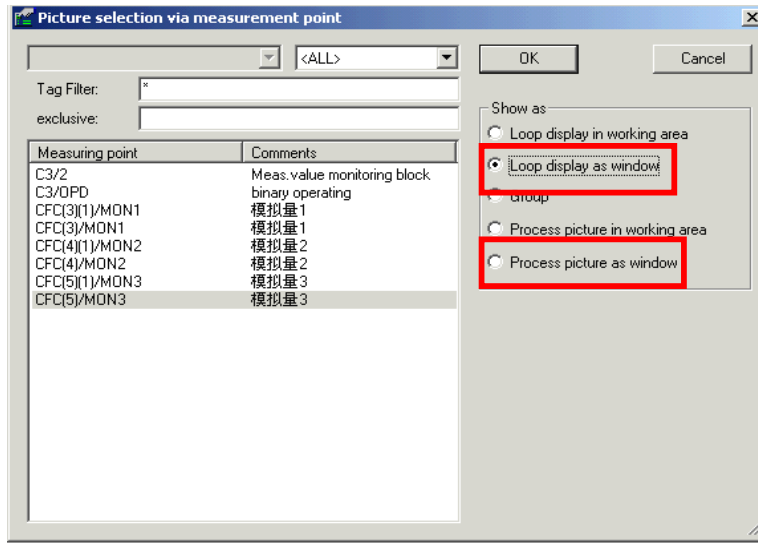 Picture selection via measurement point
<ALL>
OK
Cancel
Tag Filter:
*
exclusive:
Show as
Loop display in working area
Loop display as window
Group
Process picture in working area
Process picture as window
Measuring point Comments
C3/2 Meas.value monitoring block
C3/OPD binary operating
CFC(3)(1)/MON1 模拟量1
CFC(3)/MON1 模拟量1
CFC(4)(1)/MON2 模拟量2
CFC(4)/MON2 模拟量2
CFC(5)(1)/MON3 模拟量3
CFC(5)/MON3 模拟量3